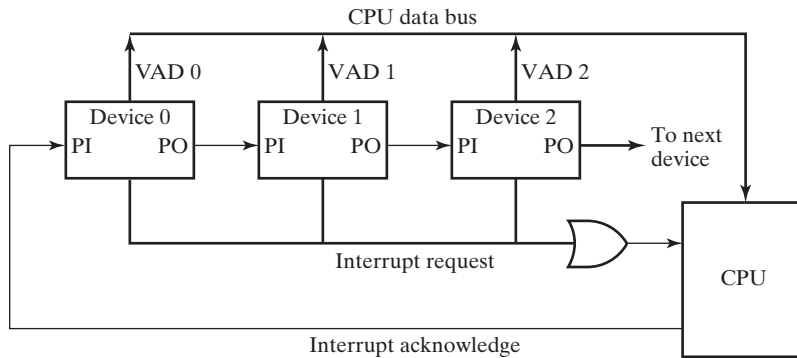 CPU data bus
VAD 0
VAD 1
VAD 2
Device 0
Device 1
Device 2
PI PO
PI PO
PI PO
To next
device
Interrupt request
CPU
Interrupt acknowledge